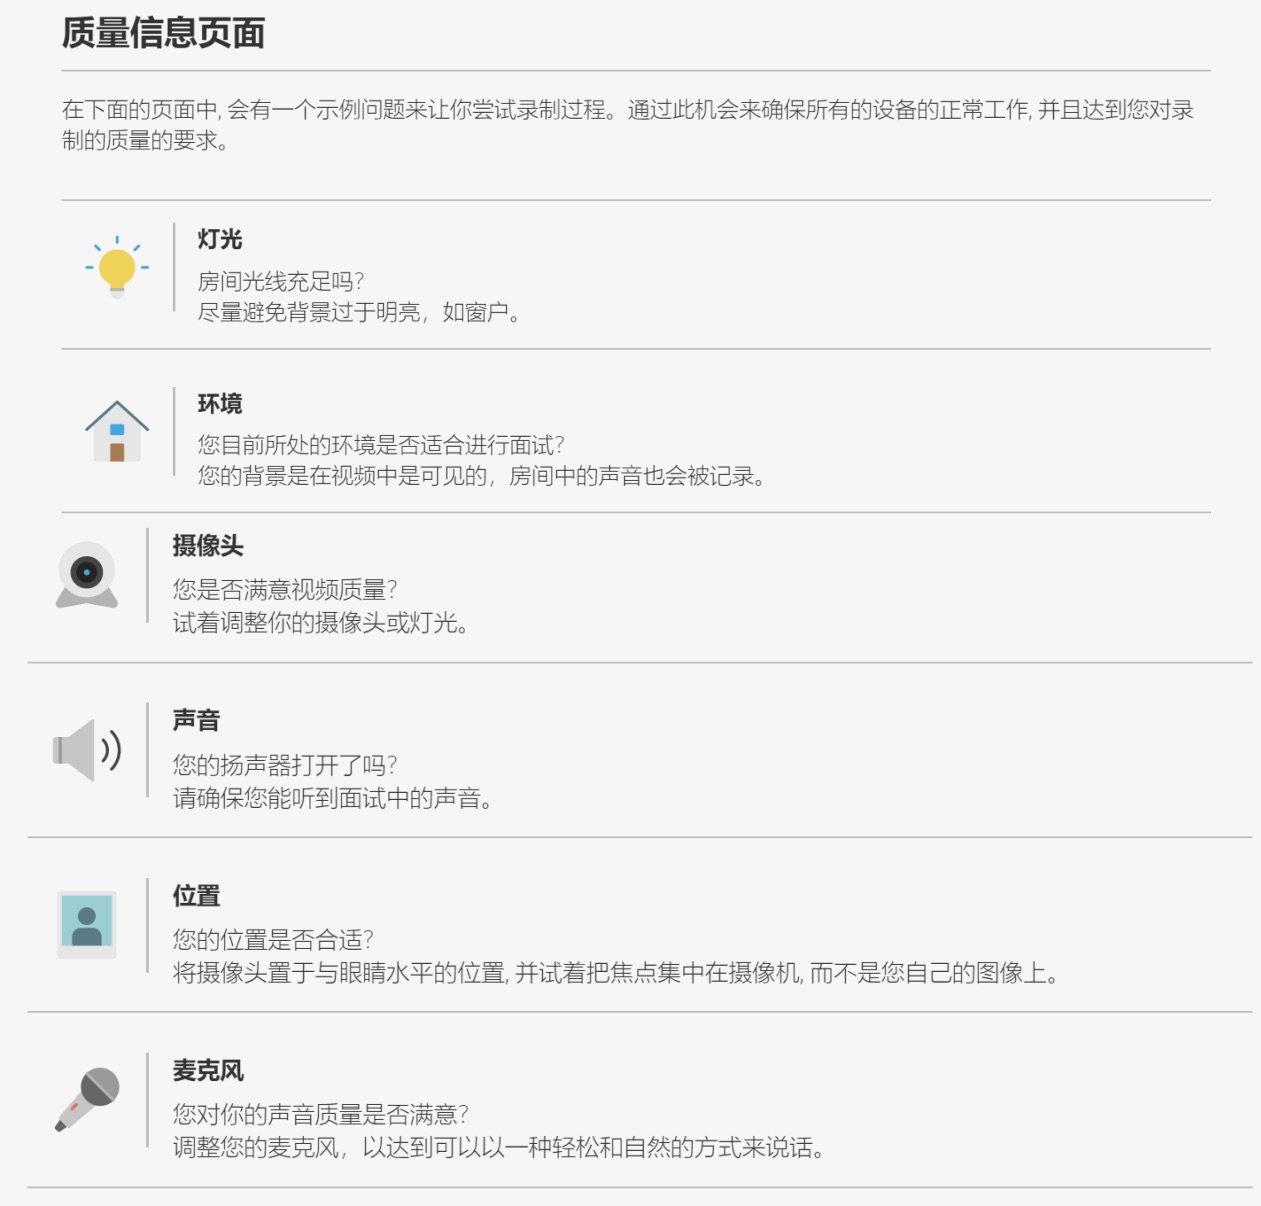 质量信息页面
在下面的页面中, 会有一个示例问题来让你尝试录制过程。通过此机会来确保所有的设备的正常工作, 并且达到您对录
制的质量的要求。
灯光
房间光线充足吗?
尽量避免背景过于明亮，如窗户。
环境
您目前所处的环境是否适合进行面试?
您的背景是在视频中是可见的，房间中的声音也会被记录。
摄像头
您是否满意视频质量?
试着调整你的摄像头或灯光。
声音
您的扬声器打开了吗?
请确保您能听到面试中的声音。
位置
您的位置是否合适?
将摄像头置于与眼睛水平的位置, 并试着把焦点集中在摄像机, 而不是您自己的图像上。
麦克风
您对你的声音质量是否满意?
调整您的麦克风，以达到可以以一种轻松和自然的方式来说话。